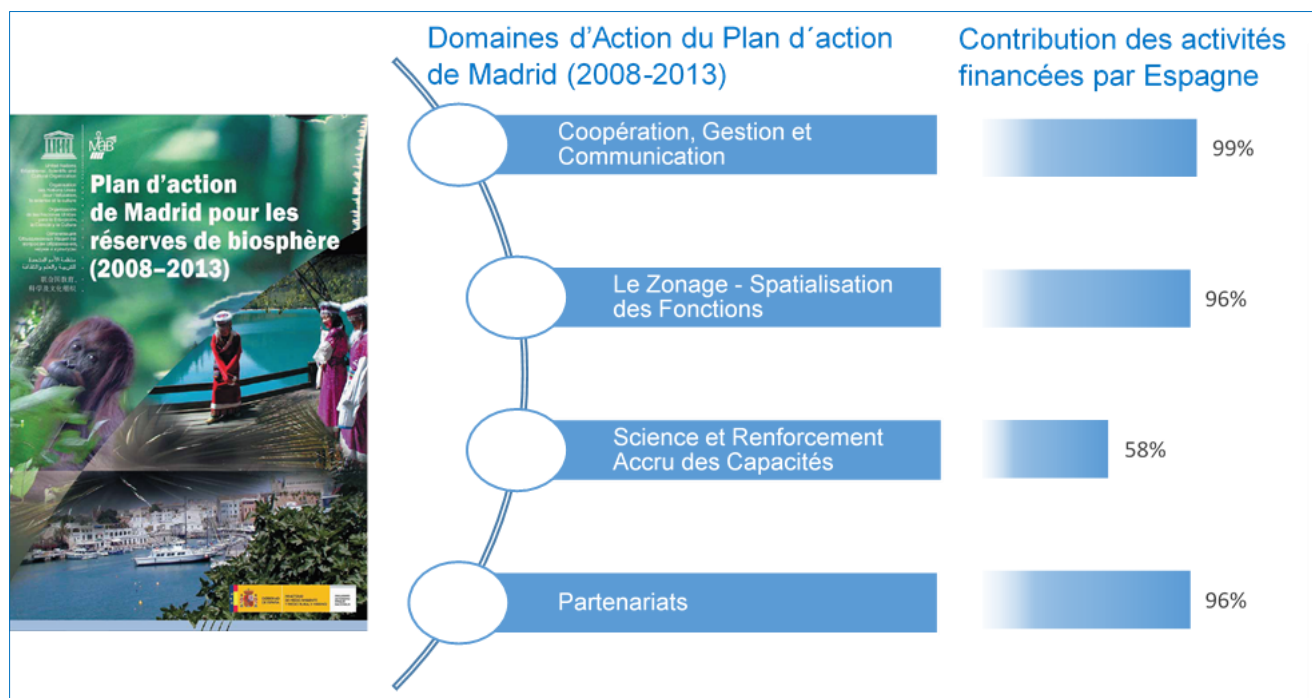 Domaines d'Action du Plan d´action
de Madrid (2008-2013)
Contribution des activités
financées par Espagne
MaB
Plan d'action
de Madrid pour les
réserves de biosphère
(2008–2013)
Coopération, Gestion et
Communication
99%
Le Zonage - Spatialisation
des Fonctions
96%
Science et Renforcement
Accru des Capacités
58%
Partenariats
96%